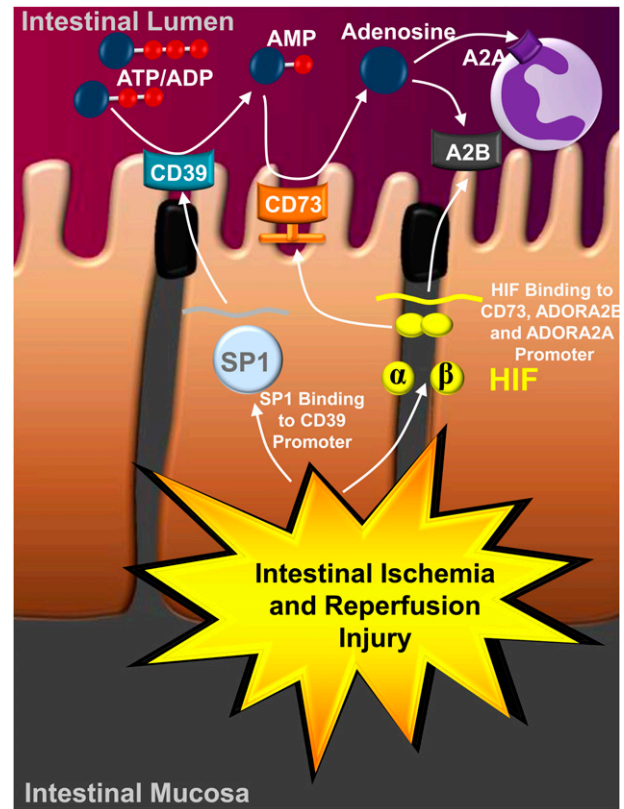 Intestinal Lumen
AMP
Adenosine
ATP/ADP
A2A
A2B
CD39
CD73
HIF Binding to
CD73, ADORA2B
and ADORA2A
Promoter
SP1
α β
HIF
SP1 Binding
to CD39
Promoter
Intestinal Ischemia
and Reperfusion
Injury
Intestinal Mucosa